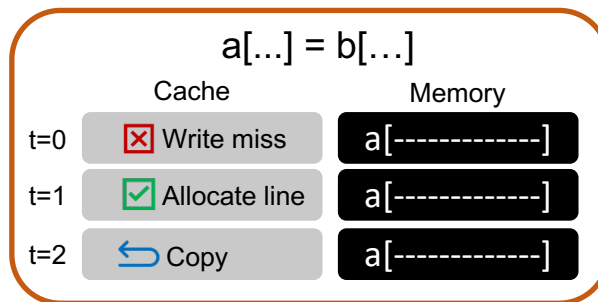 a[...] = b[…]
Cache Memory
t=0 Write miss a[-------------]
t=1 Allocate line a[-------------]
t=2 Copy a[-------------]